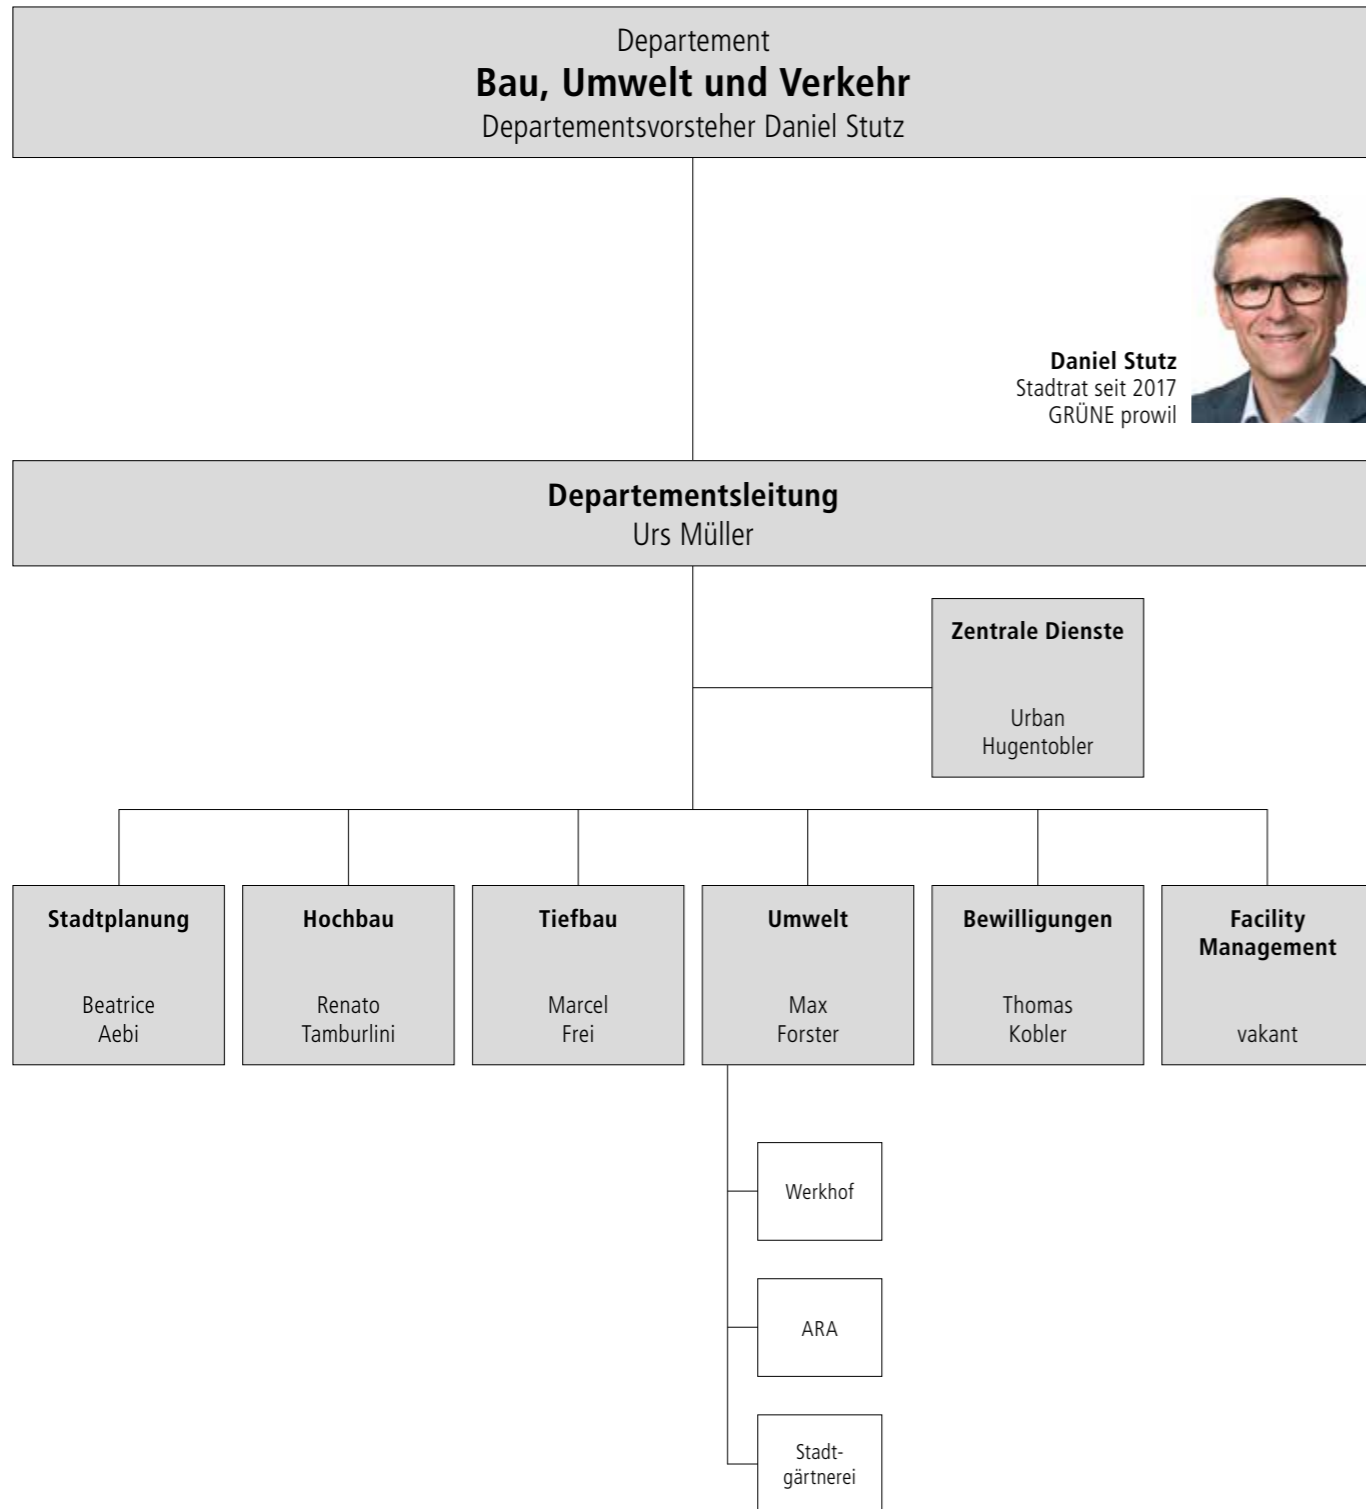 Departement
Bau, Umwelt und Verkehr
Departementsvorsteher Daniel Stutz
Daniel Stutz
Stadtrat seit 2017
GRÜNE prowil
Departementsleitung
Urs Müller
Zentrale Dienste
Urban
Hugentobler
Stadtplanung
Beatrice
Aebi
Hochbau
Renato
Tamburlini
Tiefbau
Marcel
Frei
Umwelt
Max
Forster
Bewilligungen
Thomas
Kobler
Facility
Management
vakant
Werkhof
ARA
Stadt-
gärtnerei